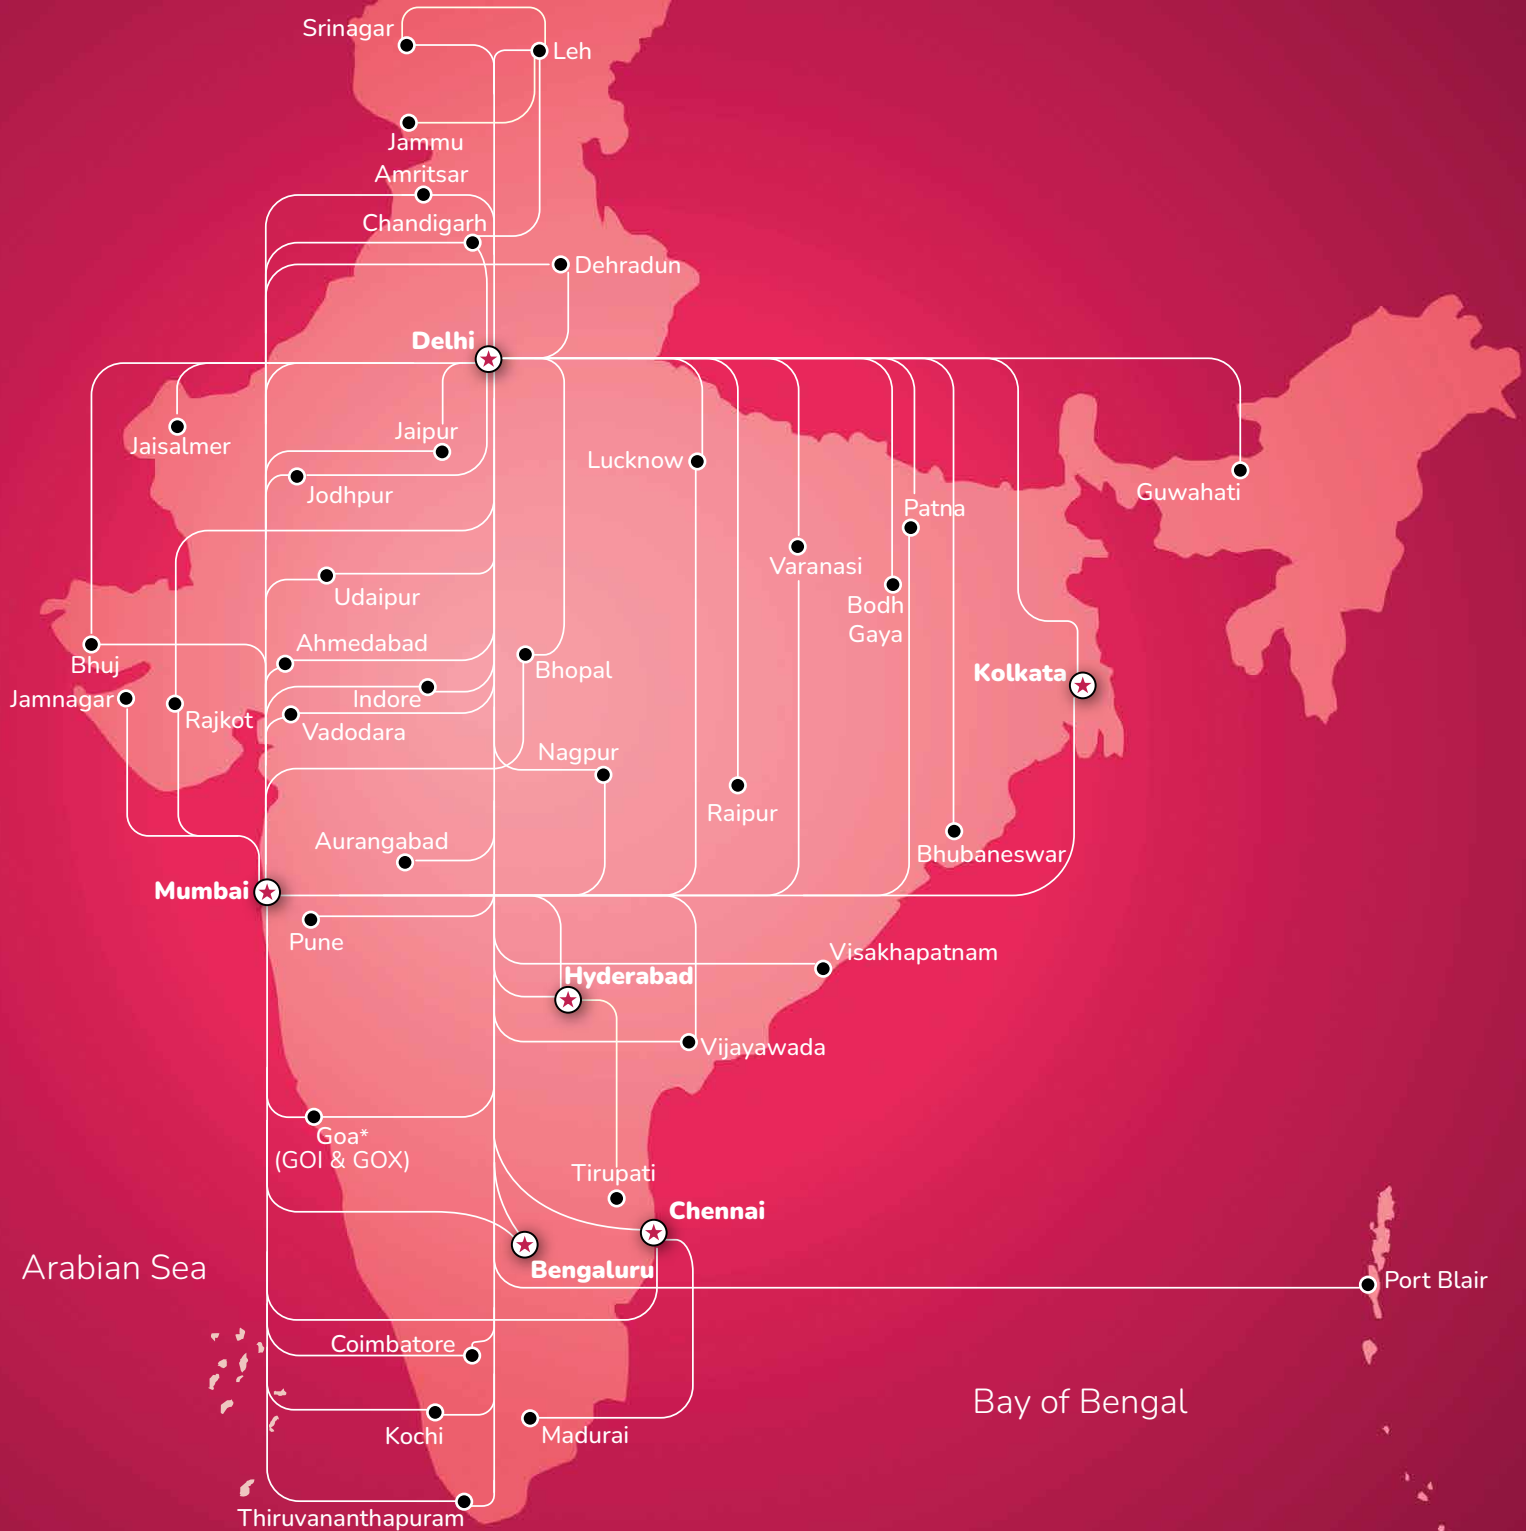 Srinagar
Leh
Jammu
Amritsar
Chandigarh
Dehradun
Delhi
Jaisalmer
Jaipur
Lucknow
Jodhpur
Guwahati
Patna
Varanasi
Udaipur
Bodh
Gaya
Ahmedabad
Bhuj
Bhopal
Kolkata
Jamnagar
Indore
Rajkot
Vadodara
Nagpur
Raipur
Aurangabad
Bhubaneswar
Mumbai
Pune
Visakhapatnam
Hyderabad
Vijayawada
Goa*
(GOI & GOX)
Tirupati
Chennai
Arabian Sea
Bengaluru
Port Blair
Coimbatore
Bay of Bengal
Kochi
Madurai
Thiruvananthapuram